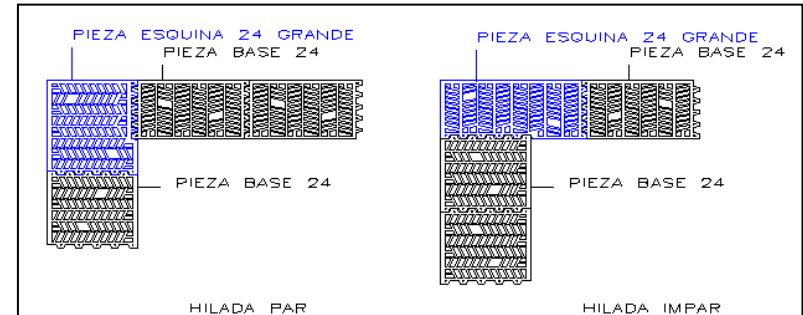 PIEZA ESQUINA 24 GRANDE
PIEZA BASE 24
PIEZA BASE 24
HILADA PAR
PIEZA ESQUINA 24 GRANDE
PIEZA BASE 24
PIEZA BASE 24
HILADA IMPAR